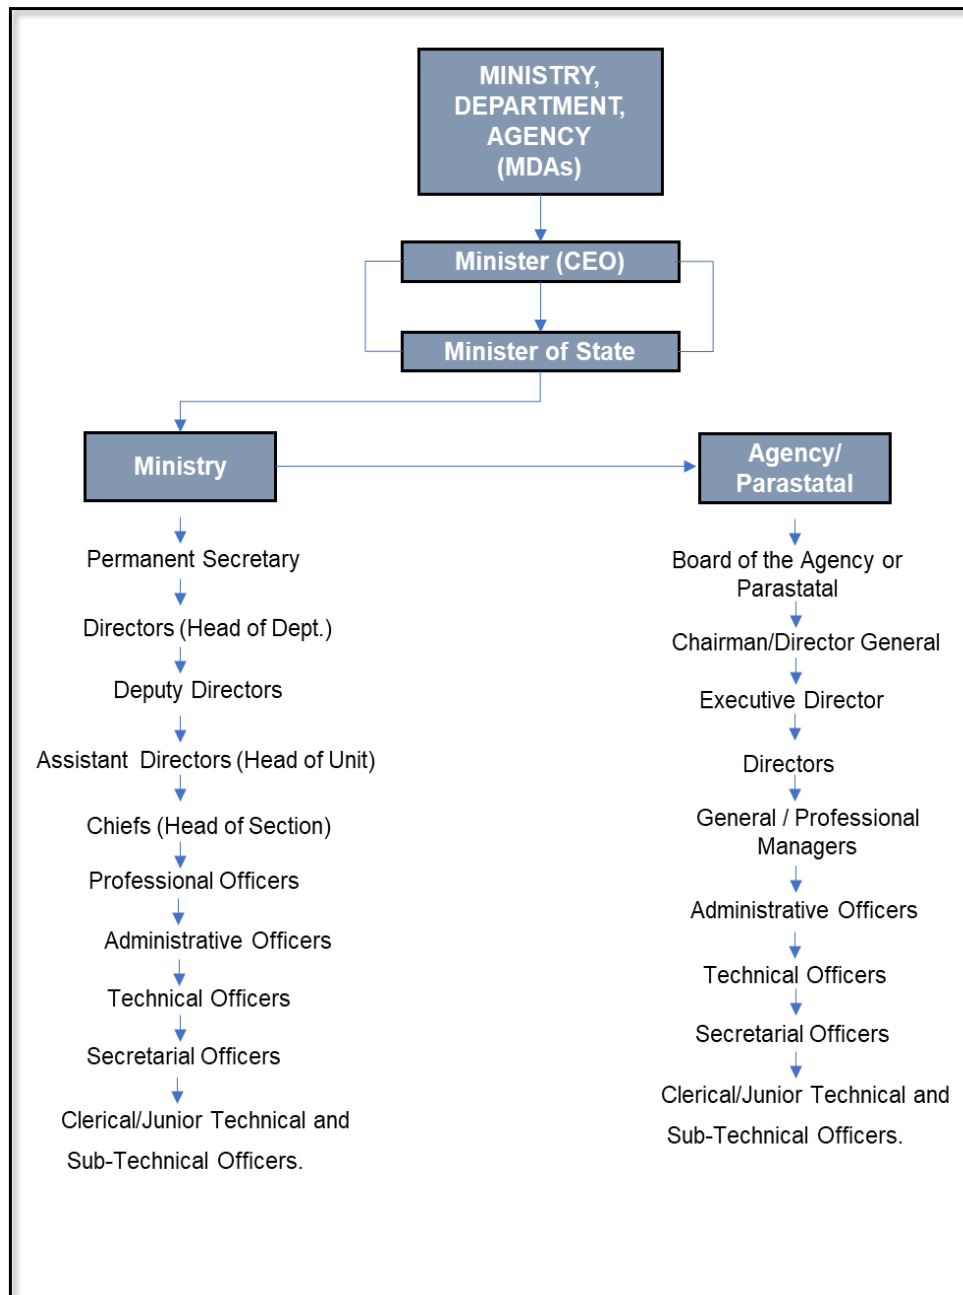 MINISTRY,
DEPARTMENT,
AGENCY
(MDAs)
Minister (CEO)
Minister of State
Ministry
Permanent Secretary
Directors (Head of Dept.)
Deputy Directors
Assistant Directors (Head of Unit)
Chiefs (Head of Section)
Professional Officers
Administrative Officers
Technical Officers
Secretarial Officers
Clerical/Junior Technical and
Sub-Technical Officers.
Agency/
Parastatal
Board of the Agency or
Parastatal
Chairman/Director General
Executive Director
Directors
General / Professional
Managers
Administrative Officers
Technical Officers
Secretarial Officers
Clerical/Junior Technical and
Sub-Technical Officers.